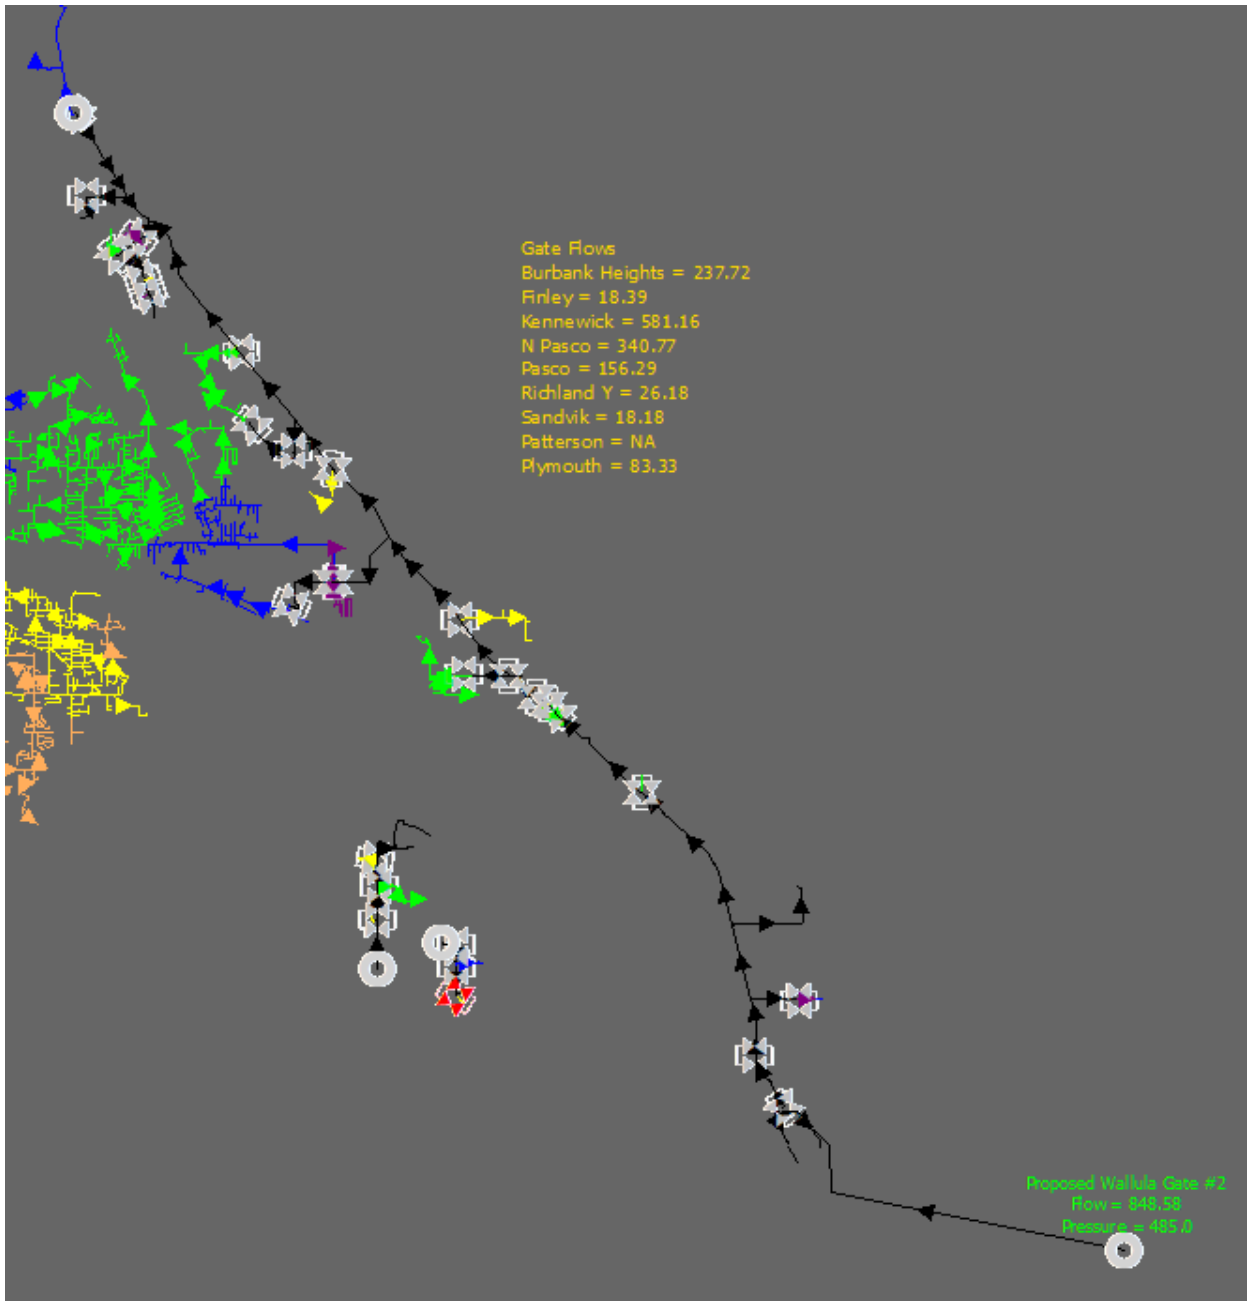 Gate Flows
Burbank Heights = 237.72
Finley = 18.39
Kennewick = 581.16
N Pasco = 340.77
Pasco = 156.29
Richland Y = 26.18
Sandvik = 18.18
Patterson = NA
Plymouth = 83.33
Proposed Wallula Gate #2
Flow = 848.58
Pressure = 485.0